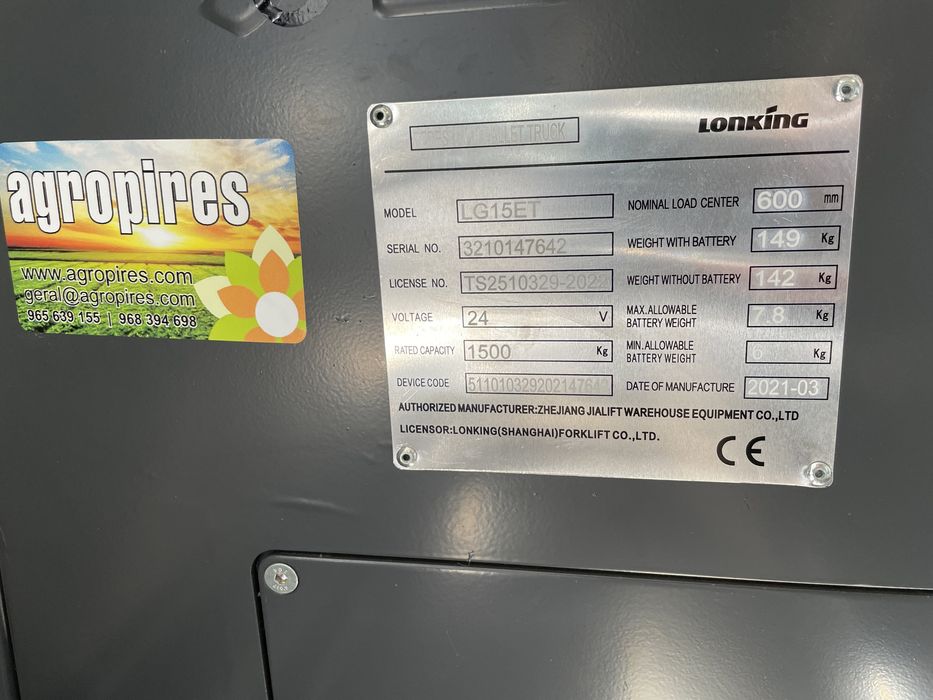 agropires
www.agropires.com
geral@agropires.com
965 639 155 | 968 394 698
LET TRUCK
LONKING
MODEL LG15ET
NOMINAL LOAD CENTER 600 mm
SERIAL NO. 3210147642
WEIGHT WITH BATTERY 149 Kg
LICENSE NO.
WEIGHT WITHOUT BATTERY 142 Kg
VOLTAGE 24 V
MAX.ALLOWABLE
BATTERY WEIGHT 7.8 Kg
RATED CAPACITY 1500 Kg
MIN.ALLOWABLE
BATTERY WEIGHT 6 Kg
DEVICE CODE
DATE OF MANUFACTURE 2021-03
AUTHORIZED MANUFACTURER:ZHEJIANG JIALIFT WAREHOUSE EQUIPMENT CO.,LTD
LICENSOR:LONKING(SHANGHAI)FORKLIFT CO.,LTD.
CE